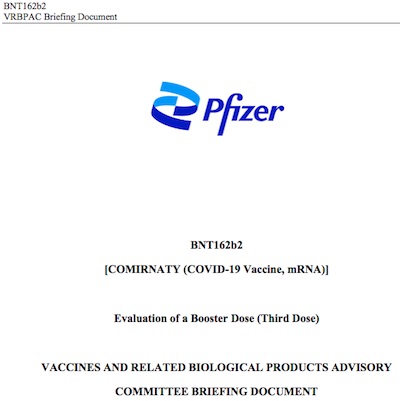 BNT162b2
VRBPAC Briefing Document
Pfizer
BNT162b2
[COMIRNATY (COVID-19 Vaccine, mRNA)]
Evaluation of a Booster Dose (Third Dose)
VACCINES AND RELATED BIOLOGICAL PRODUCTS ADVISORY
COMMITTEE BRIEFING DOCUMENT